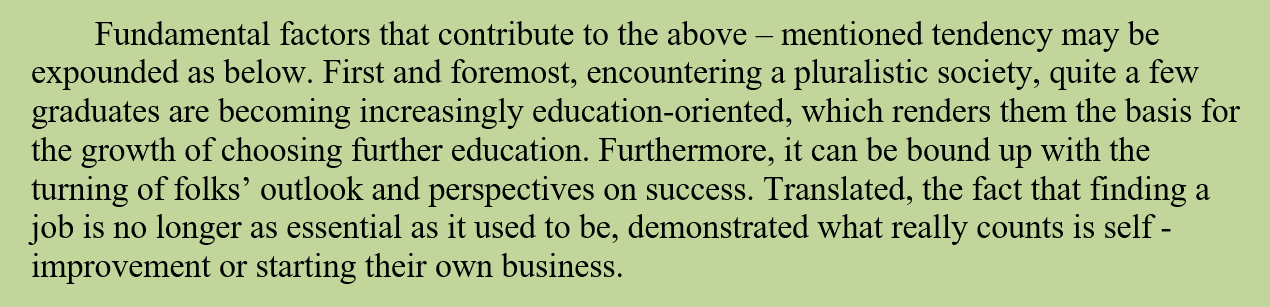 Fundamental factors that contribute to the above – mentioned tendency may be
expounded as below. First and foremost, encountering a pluralistic society, quite a few
graduates are becoming increasingly education-oriented, which renders them the basis for
the growth of choosing further education. Furthermore, it can be bound up with the
turning of folks’ outlook and perspectives on success. Translated, the fact that finding a
job is no longer as essential as it used to be, demonstrated what really counts is self -
improvement or starting their own business.